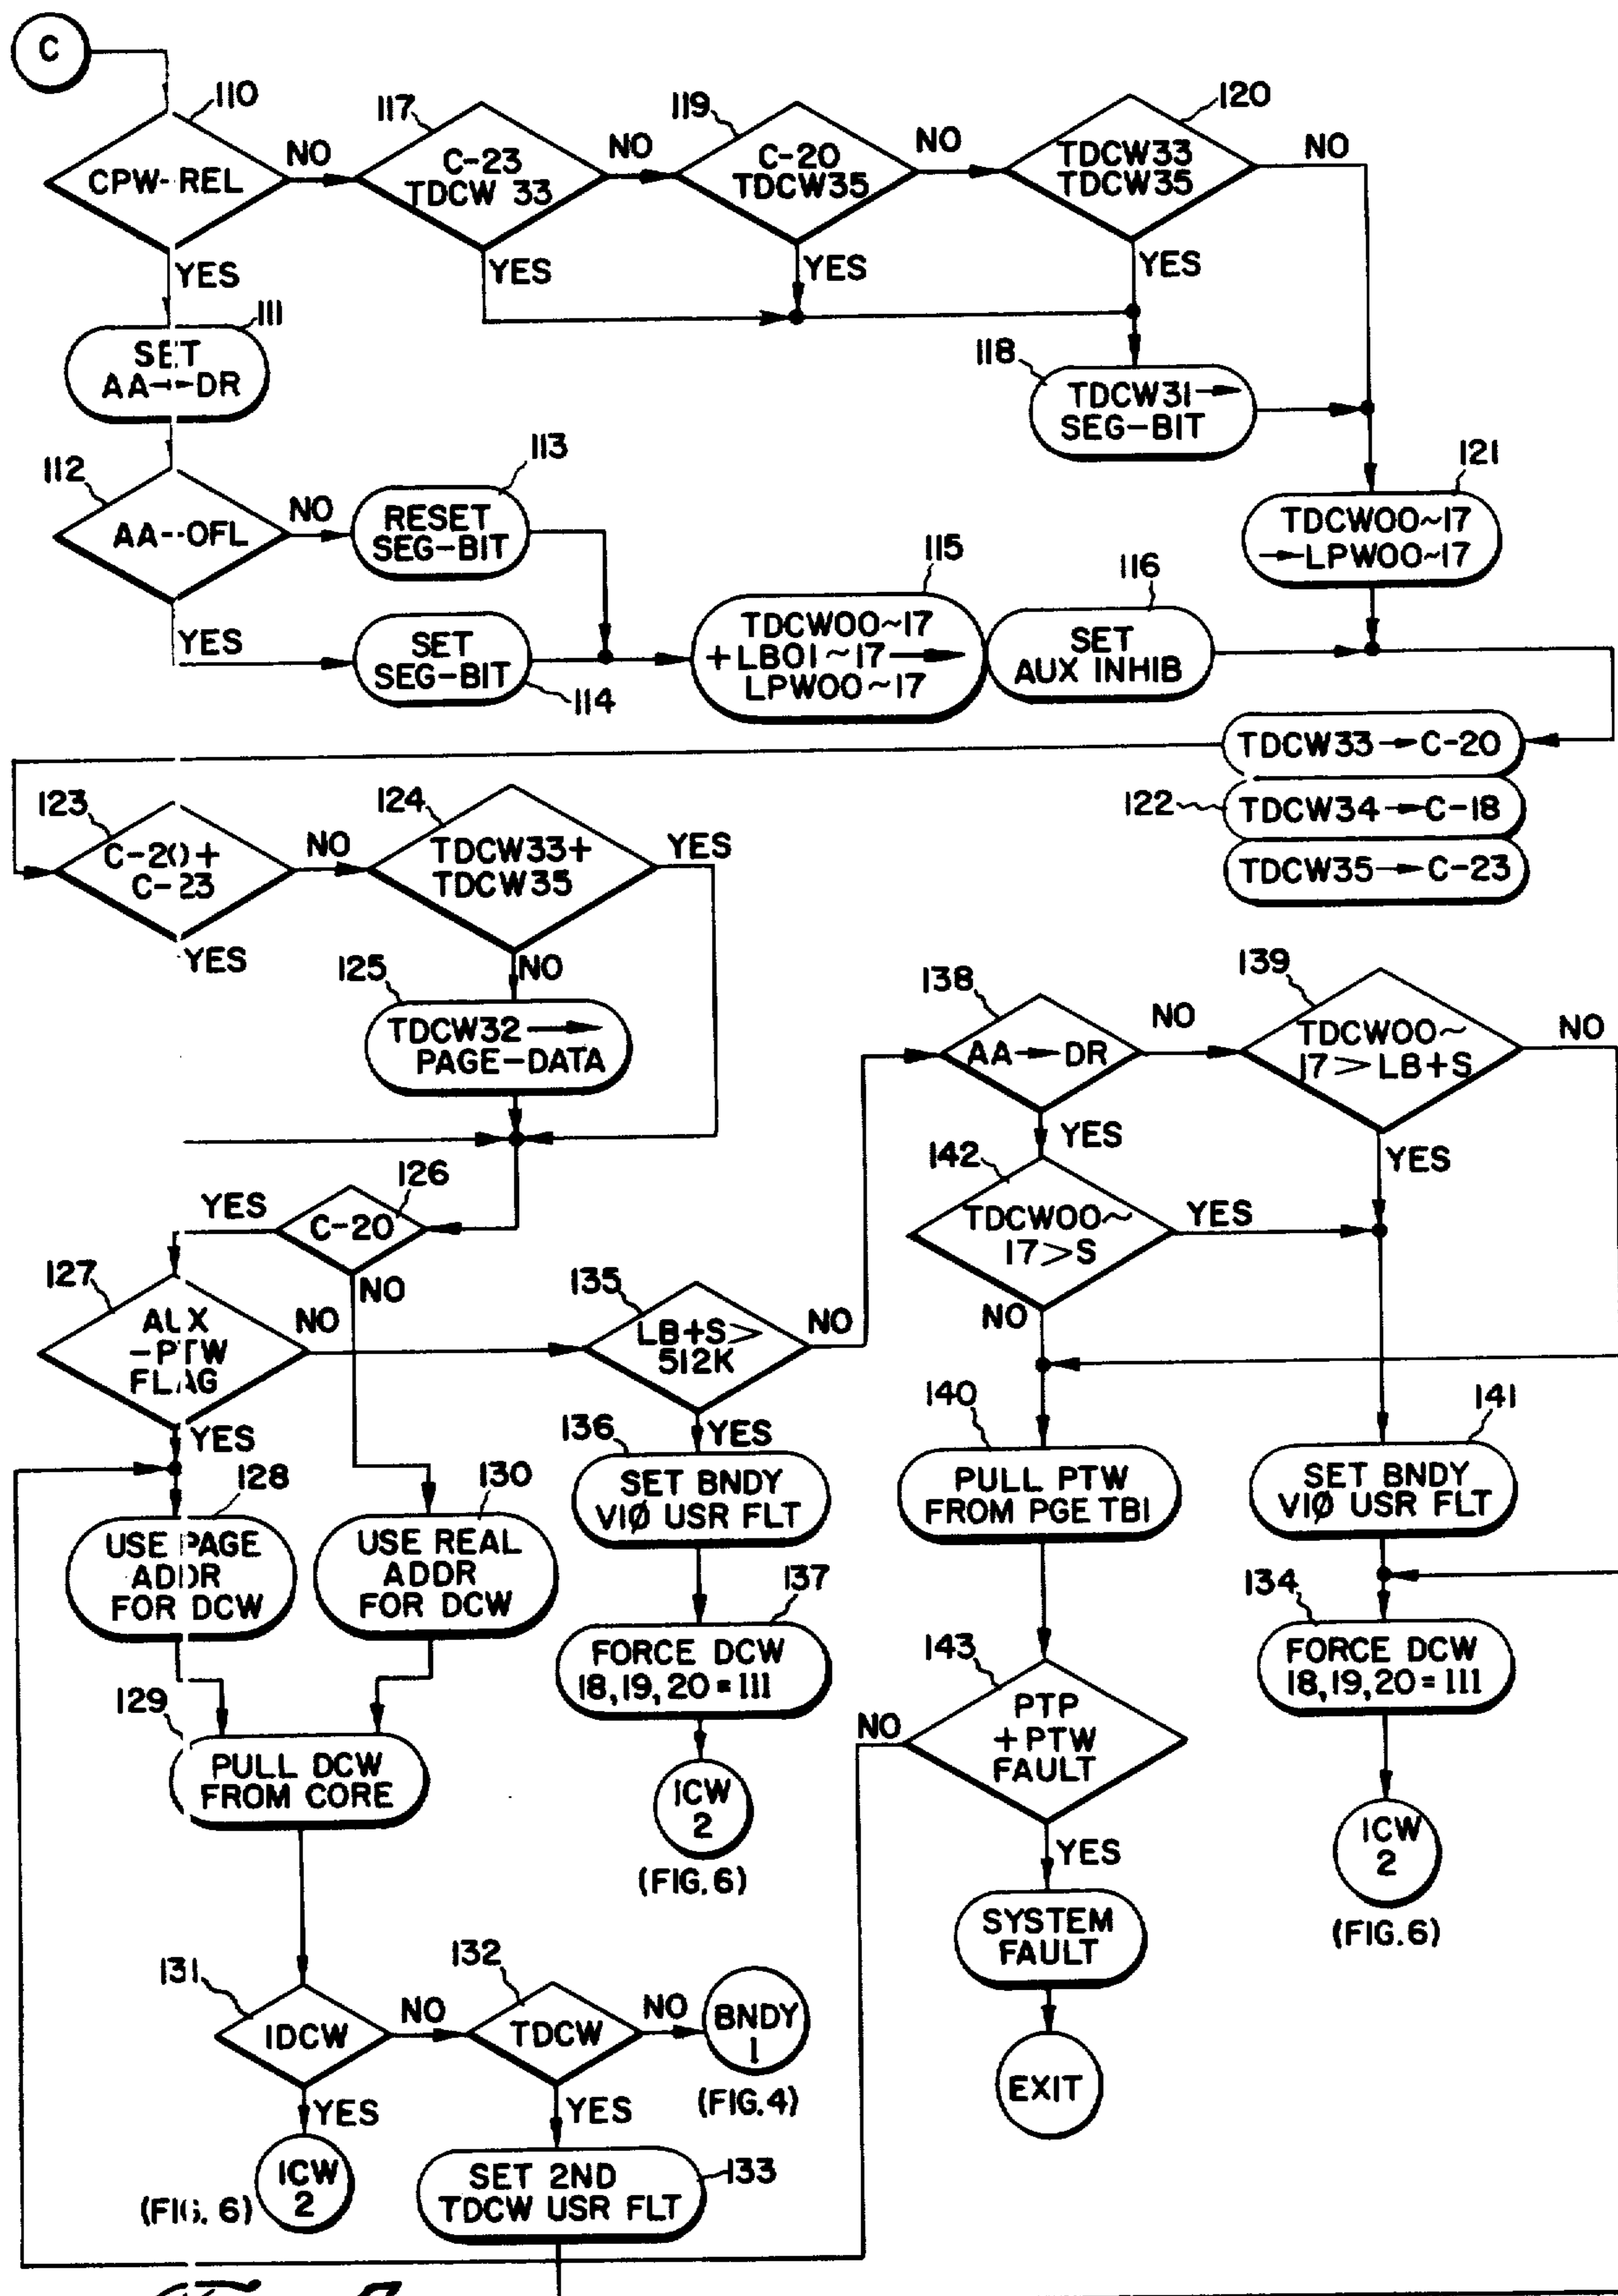 C
110
CPW-REL
NO
YES
117
C-23
TDCW 33
NO
YES
119
C-20
TDCW35
NO
YES
120
TDCW33
TDCW35
NO
YES
111
SET
AA→DR
118
TDCW31→
SEG-BIT
112
AA-OFL
NO
YES
113
RESET
SEG-BIT
SET
SEG-BIT
114
115
TDCW00~17
+LB01~17→
LPW00~17
116
SET
AUX INHIB
121
TDCW00~17
→LPW00~17
TDCW33→C-20
122
TDCW34→C-18
TDCW35→C-23
123
C-20+
C-23
NO
YES
124
TDCW33+
TDCW35
YES
NO
125
TDCW32→
PAGE-DATA
126
C-20
YES
NO
127
AUX
-PTW
FLAG
NO
YES
128
USE PAGE
ADDR
FOR DCW
130
USE REAL
ADDR
FOR DCW
129
PULL DCW
FROM CORE
131
IDCW
NO
YES
ICW
2
(FIG. 6)
132
TDCW
NO
YES
BNDY
1
(FIG. 4)
SET 2ND
TDCW USR FLT
133
135
LB+S>
512K
NO
YES
136
SET BNDY
VIØ USR FLT
137
FORCE DCW
18,19,20=111
ICW
2
(FIG. 6)
138
AA→DR
NO
YES
139
TDCW00~
17>LB+S
NO
YES
142
TDCW00~
17>S
YES
NO
140
PULL PTW
FROM PGE TBI
141
SET BNDY
VIØ USR FLT
134
FORCE DCW
18,19,20=111
ICW
2
(FIG. 6)
143
PTP
+PTW
FAULT
NO
YES
SYSTEM
FAULT
EXIT